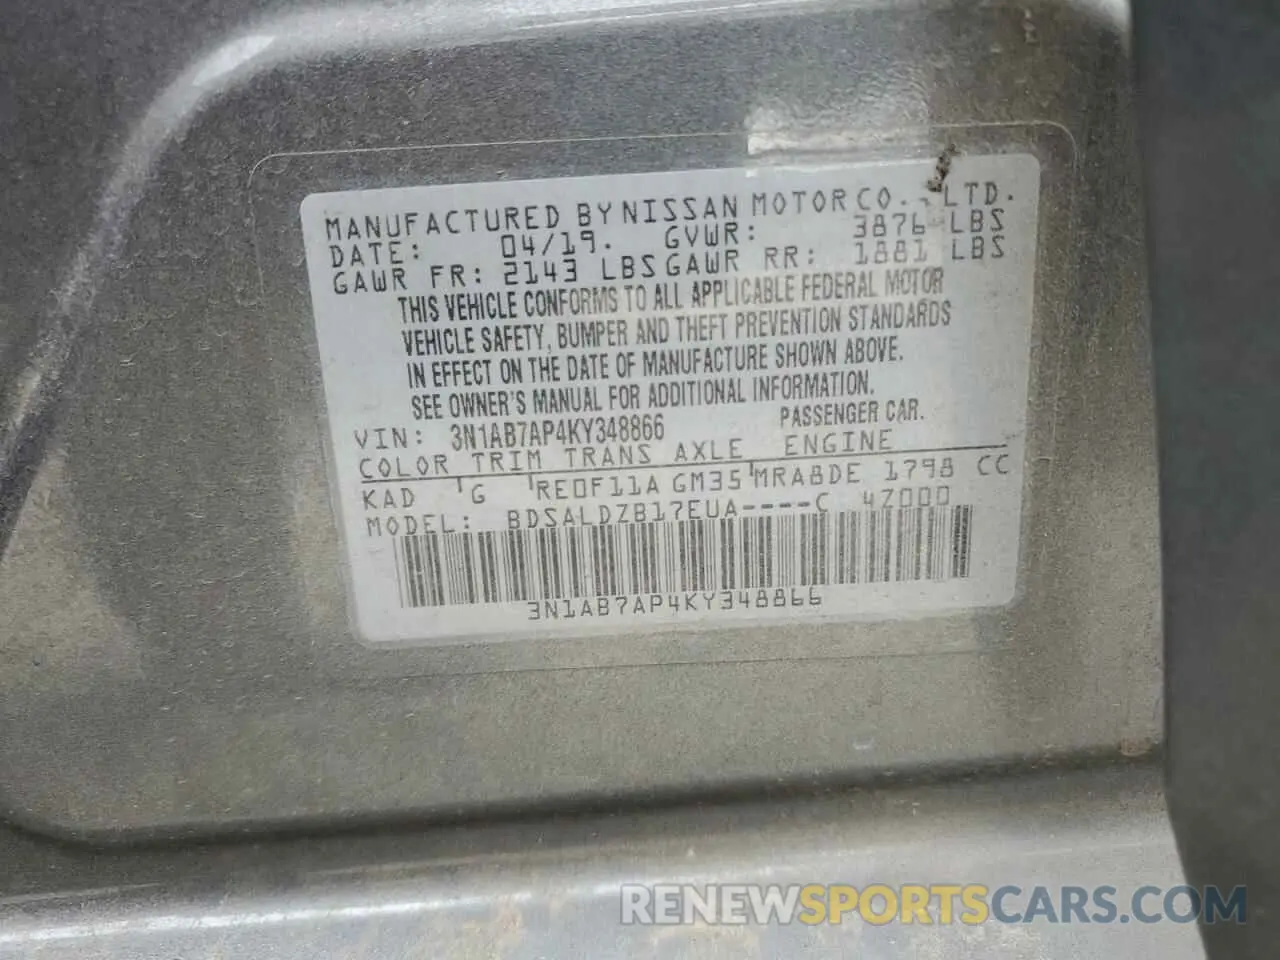 MANUFACTURED BY NISSAN MOTOR CO., LTD.
DATE: 04/19. GVWR: 3876 LBS
GAWR FR: 2143 LBS GAWR RR: 1881 LBS
THIS VEHICLE CONFORMS TO ALL APPLICABLE FEDERAL MOTOR
VEHICLE SAFETY, BUMPER AND THEFT PREVENTION STANDARDS
IN EFFECT ON THE DATE OF MANUFACTURE SHOWN ABOVE.
SEE OWNER'S MANUAL FOR ADDITIONAL INFORMATION.
VIN: 3N1AB7AP4KY348866 PASSENGER CAR.
COLOR TRIM TRANS AXLE ENGINE
KAD G RE0F11A GM35 MRA8DE 1798 CC
MODEL: BDSALDZB17EUA----C 4Z000
3N1AB7AP4KY348866
RENEWSPORTSCARS.COM